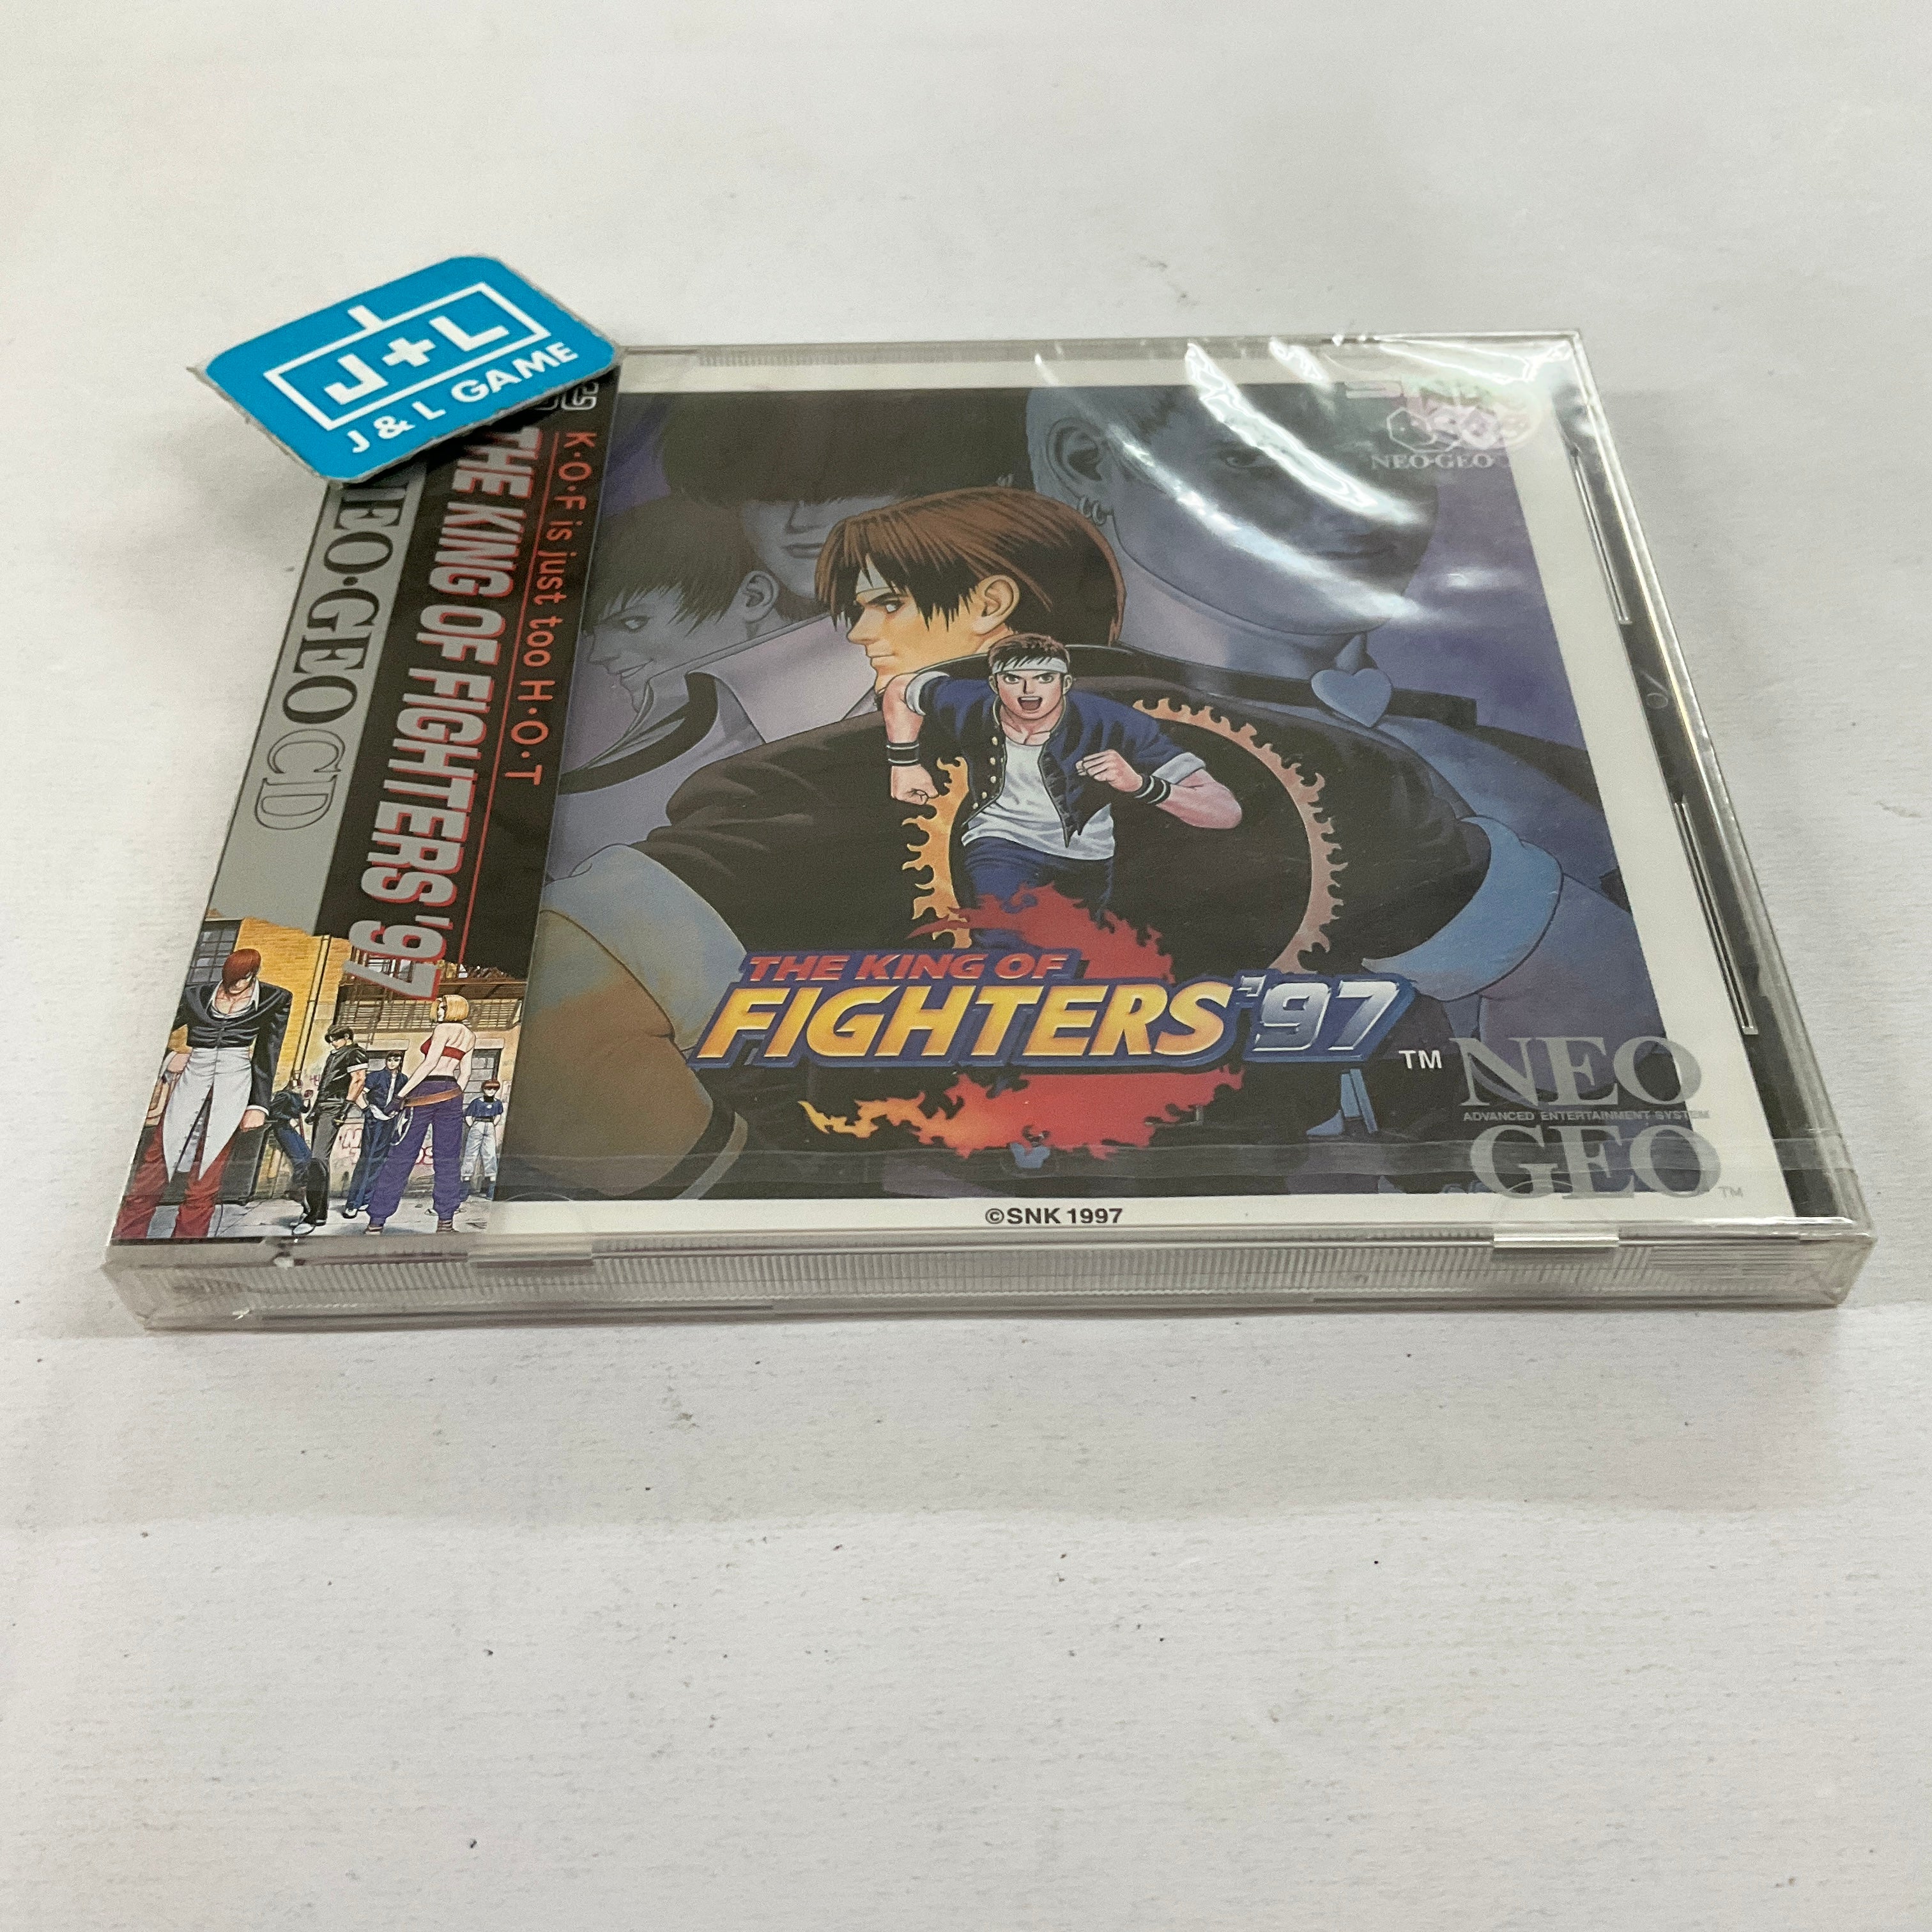 J+L
J & L GAME
K·O·F is just too H·O·T
THE KING OF FIGHTERS '97
NEO·GEO CD
NEO·GEO
THE KING OF
FIGHTERS '97 ™
NEO
ADVANCED ENTERTAINMENT SYSTEM
GEO ™
©SNK 1997